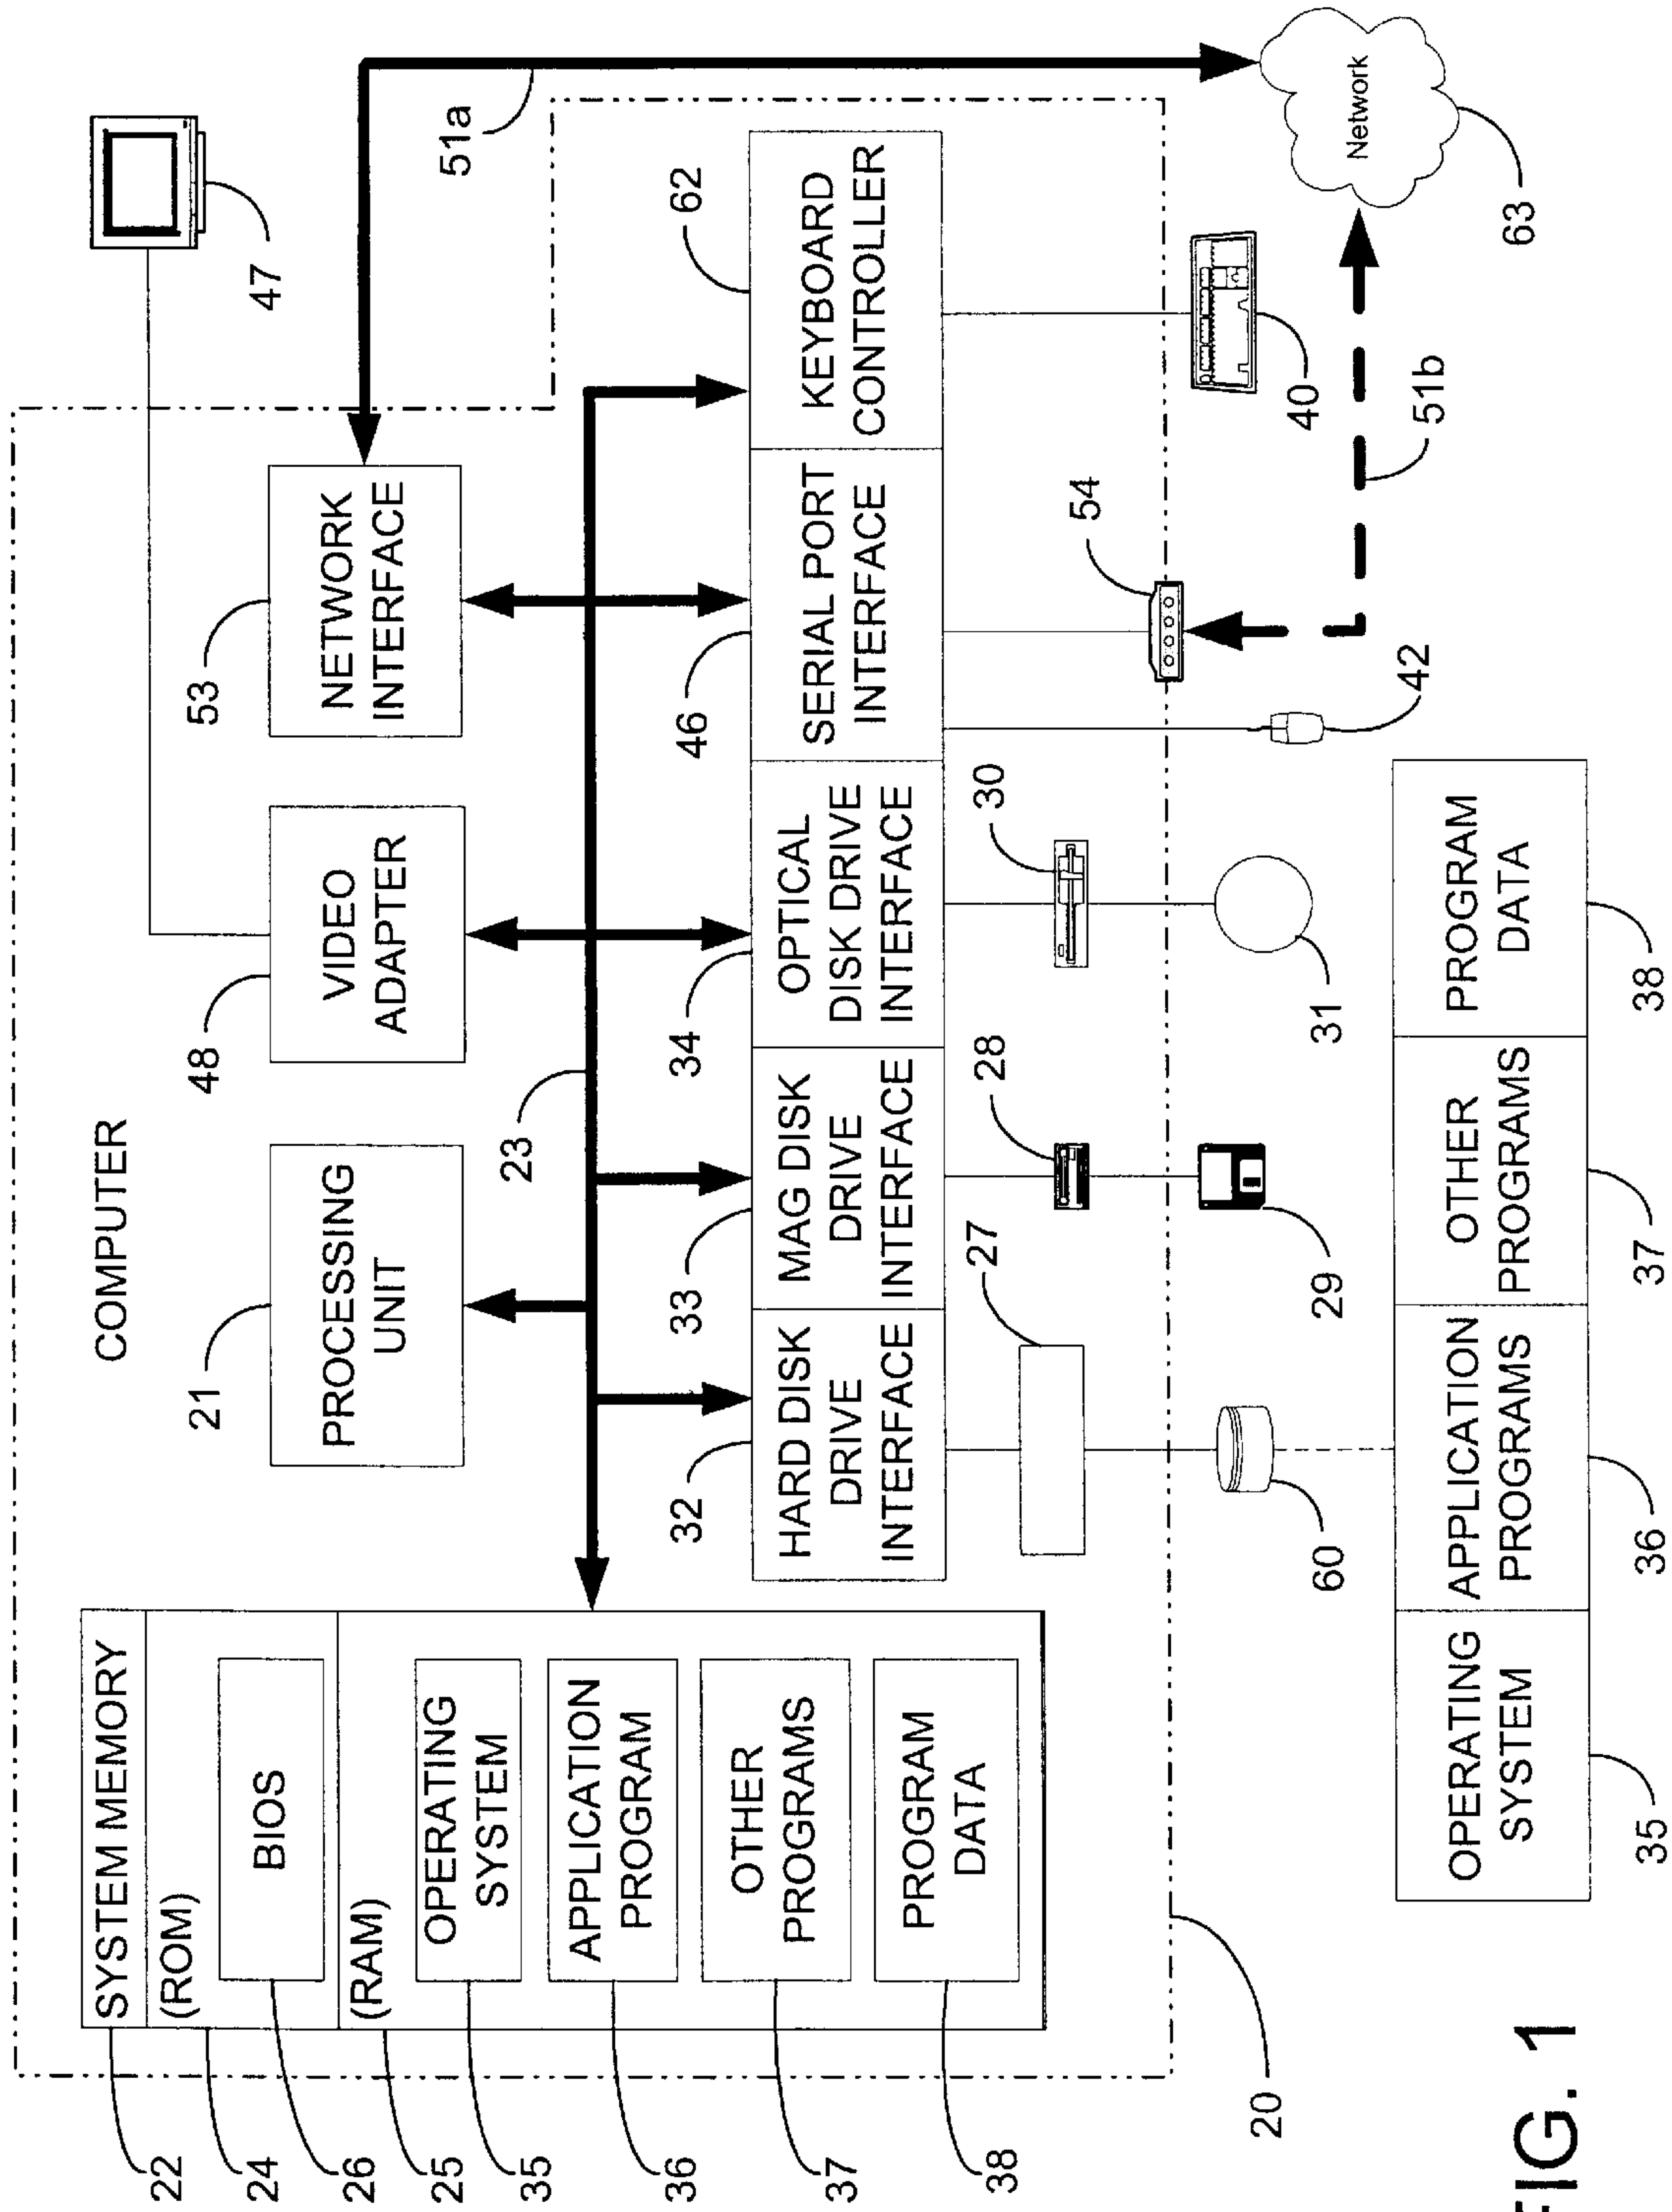 COMPUTER
22
SYSTEM MEMORY
24
(ROM)
26
BIOS
25
(RAM)
35
OPERATING
SYSTEM
36
APPLICATION
PROGRAM
37
OTHER
PROGRAMS
38
PROGRAM
DATA
21
PROCESSING
UNIT
48
VIDEO
ADAPTER
53
NETWORK
INTERFACE
47
51a
23
32
HARD DISK
DRIVE
INTERFACE
33
MAG DISK
DRIVE
INTERFACE
34
OPTICAL
DISK DRIVE
INTERFACE
46
SERIAL PORT
INTERFACE
62
KEYBOARD
CONTROLLER
27
28
30
54
20
60
29
31
42
40
51b
Network
63
OPERATING
SYSTEM
APPLICATION
PROGRAMS
OTHER
PROGRAMS
PROGRAM
DATA
35
36
37
38
FIG. 1